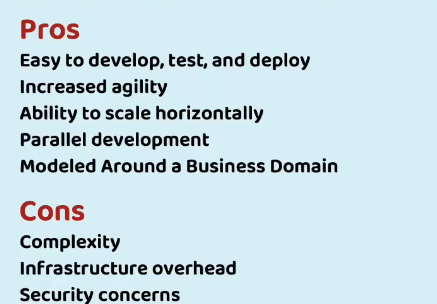 Pros
Easy to develop, test, and deploy
Increased agility
Ability to scale horizontally
Parallel development
Modeled Around a Business Domain
Cons
Complexity
Infrastructure overhead
Security concerns